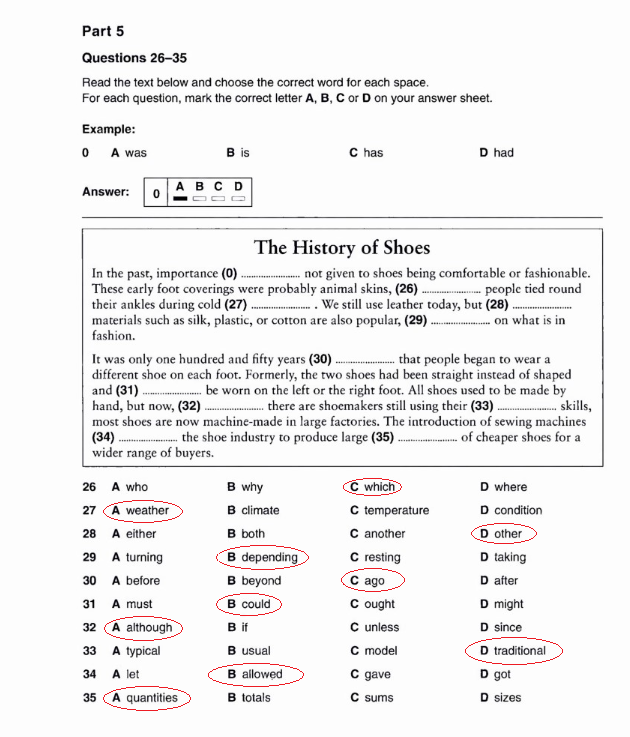 Part 5
Questions 26–35
Read the text below and choose the correct word for each space.
For each question, mark the correct letter A, B, C or D on your answer sheet.
Example:
0 A was B is C has D had
Answer: 0 A B C D
The History of Shoes
In the past, importance (0) ........................ not given to shoes being comfortable or fashionable.
These early foot coverings were probably animal skins, (26) ........................ people tied round
their ankles during cold (27) ........................ . We still use leather today, but (28) ........................
materials such as silk, plastic, or cotton are also popular, (29) ........................ on what is in
fashion.
It was only one hundred and fifty years (30) ........................ that people began to wear a
different shoe on each foot. Formerly, the two shoes had been straight instead of shaped
and (31) ........................ be worn on the left or the right foot. All shoes used to be made by
hand, but now, (32) ........................ there are shoemakers still using their (33) ........................ skills,
most shoes are now machine-made in large factories. The introduction of sewing machines
(34) ........................ the shoe industry to produce large (35) ........................ of cheaper shoes for a
wider range of buyers.
26 A who B why C which D where
27 A weather B climate C temperature D condition
28 A either B both C another D other
29 A turning B depending C resting D taking
30 A before B beyond C ago D after
31 A must B could C ought D might
32 A although B if C unless D since
33 A typical B usual C model D traditional
34 A let B allowed C gave D got
35 A quantities B totals C sums D sizes